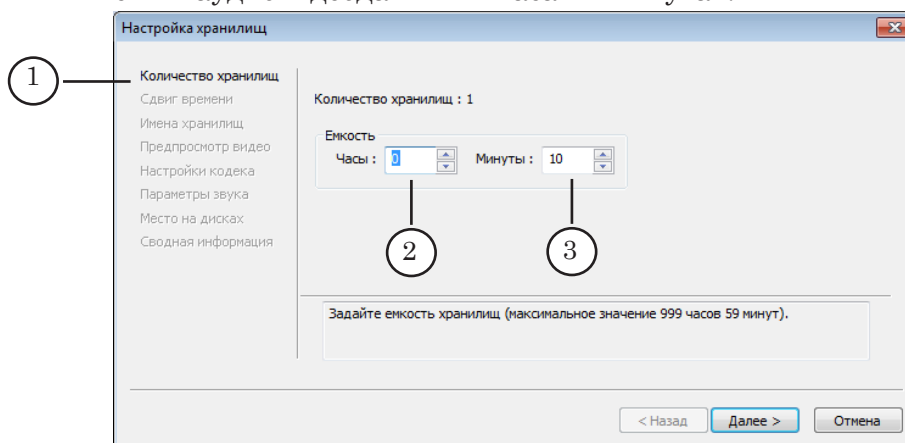 Настройка хранилищ
1
Количество хранилищ
Сдвиг времени
Имена хранилищ
Предпросмотр видео
Настройки кодека
Параметры звука
Место на дисках
Сводная информация
Количество хранилищ : 1
Емкость
Часы : 0 Минуты : 10
2 3
Задайте емкость хранилищ (максимальное значение 999 часов 59 минут).
< Назад Далее > Отмена